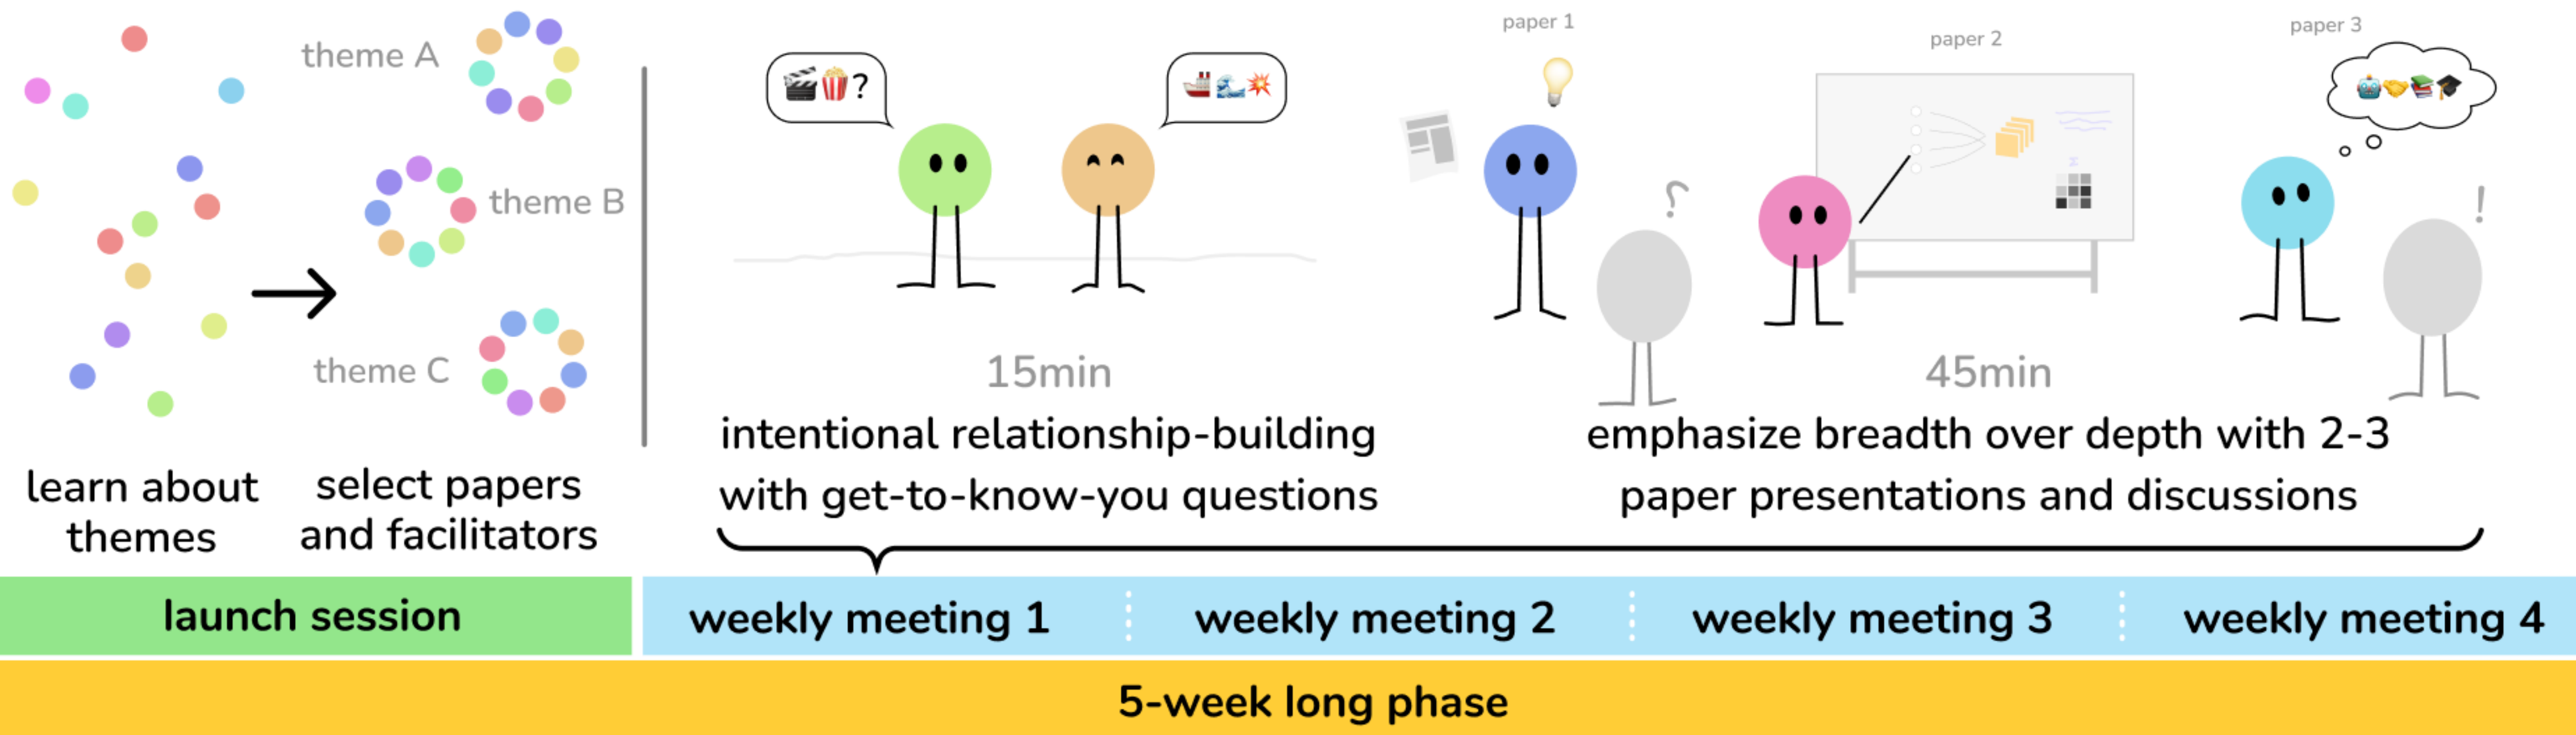 theme A
theme B
theme C
learn about
themes
select papers
and facilitators
?
15min
intentional relationship-building
with get-to-know-you questions
paper 1
?
paper 2
z
paper 3
!
45min
emphasize breadth over depth with 2-3
paper presentations and discussions
launch session
weekly meeting 1
weekly meeting 2
weekly meeting 3
weekly meeting 4
5-week long phase